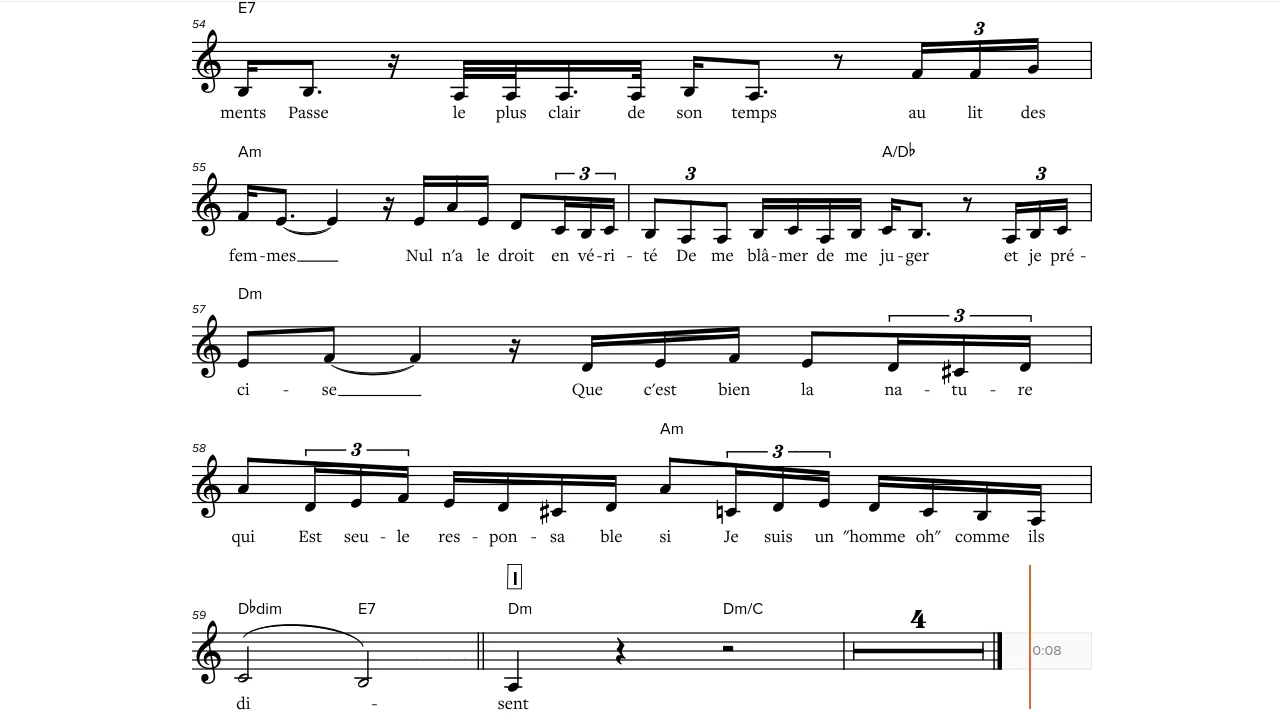 E7
54
3
ments Passe le plus clair de son temps au lit des
Am A/D♭
55
3 3 3
fem-mes____ Nul n'a le droit en vé-ri - té De me blâ-mer de me ju-ger et je pré -
Dm
57
3
ci - se____ Que c'est bien la na - tu - re
Am
58
3 3
qui Est seu - le res - pon - sa ble si Je suis un "homme oh" comme ils
I
D♭dim E7 Dm Dm/C
59
4
0:08
di - sent